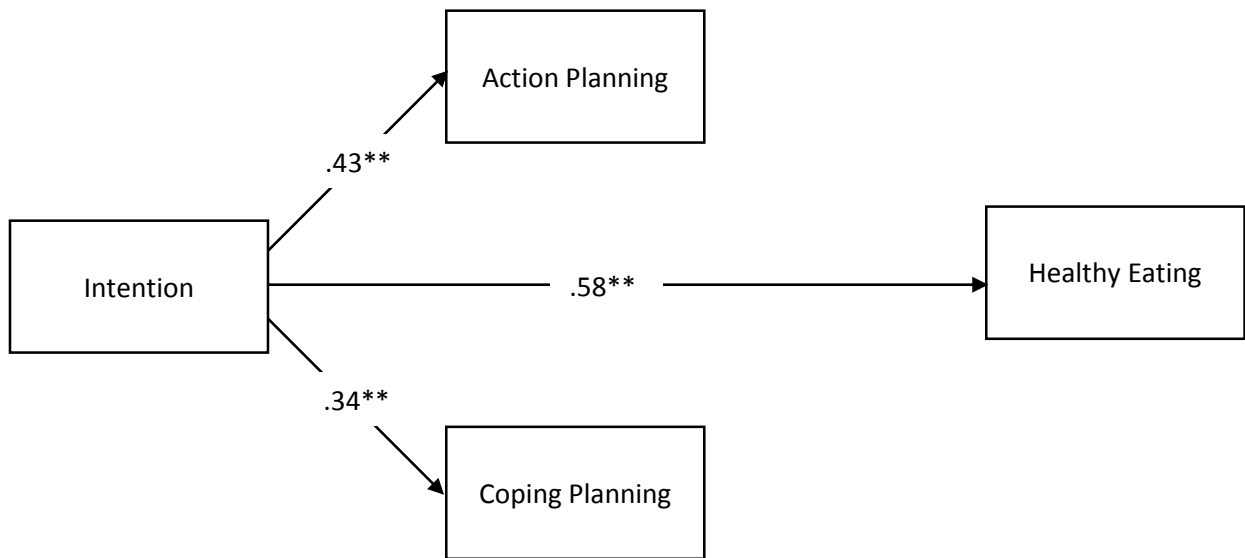 Action Planning
.43**
Intention
.58**
Healthy Eating
.34**
Coping Planning